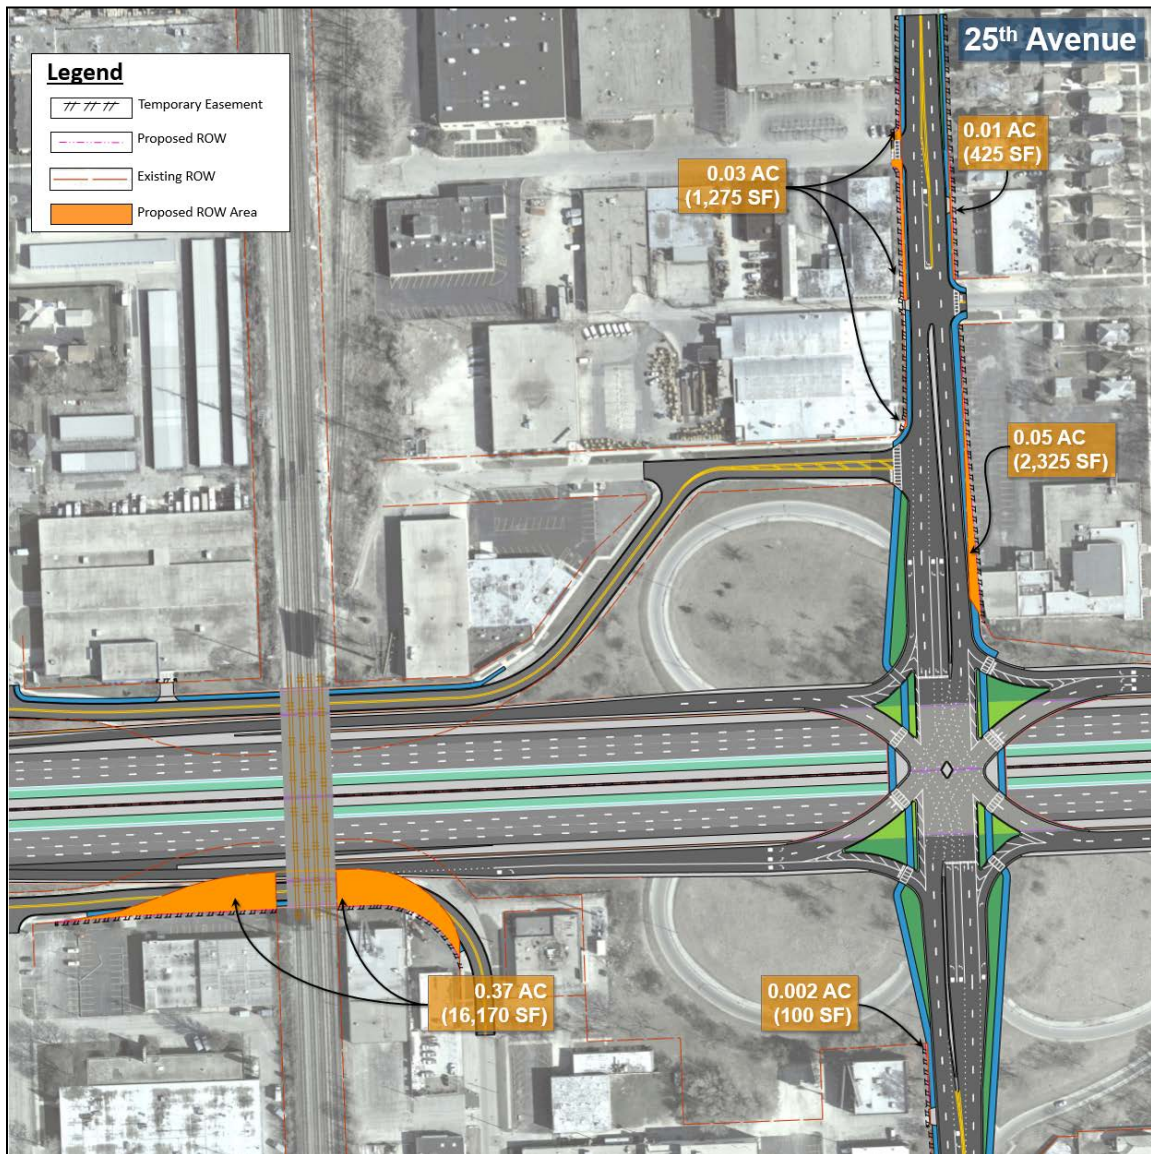 25th Avenue
Legend
Temporary Easement
Proposed ROW
Existing ROW
Proposed ROW Area
0.01 AC
(425 SF)
0.03 AC
(1,275 SF)
0.05 AC
(2,325 SF)
0.37 AC
(16,170 SF)
0.002 AC
(100 SF)